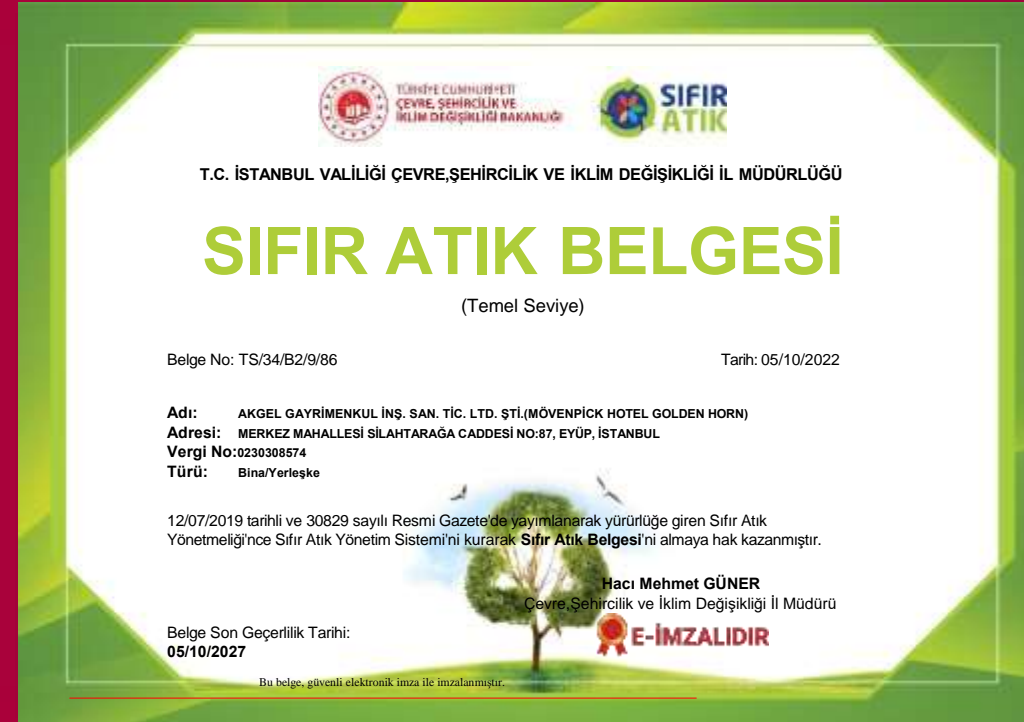 TÜRKİYE CUMHURİYETİ
ÇEVRE, ŞEHİRCİLİK VE
İKLİM DEĞİŞİKLİĞİ BAKANLIĞI
SIFIR
ATIK
T.C. İSTANBUL VALİLİĞİ ÇEVRE,ŞEHİRCİLİK VE İKLİM DEĞİŞİKLİĞİ İL MÜDÜRLÜĞÜ
SIFIR ATIK BELGESİ
(Temel Seviye)
Belge No: TS/34/B2/9/86 Tarih: 05/10/2022
Adı: AKGEL GAYRİMENKUL İNŞ. SAN. TİC. LTD. ŞTİ.(MÖVENPİCK HOTEL GOLDEN HORN)
Adresi: MERKEZ MAHALLESİ SİLAHTARAĞA CADDESİ NO:87, EYÜP, İSTANBUL
Vergi No:0230308574
Türü: Bina/Yerleşke
12/07/2019 tarihli ve 30829 sayılı Resmi Gazete'de yayımlanarak yürürlüğe giren Sıfır Atık
Yönetmeliği'nce Sıfır Atık Yönetim Sistemi'ni kurarak Sıfır Atık Belgesi'ni almaya hak kazanmıştır.
Hacı Mehmet GÜNER
Çevre,Şehircilik ve İklim Değişikliği İl Müdürü
E-İMZALIDIR
Belge Son Geçerlilik Tarihi:
05/10/2027
Bu belge, güvenli elektronik imza ile imzalanmıştır.